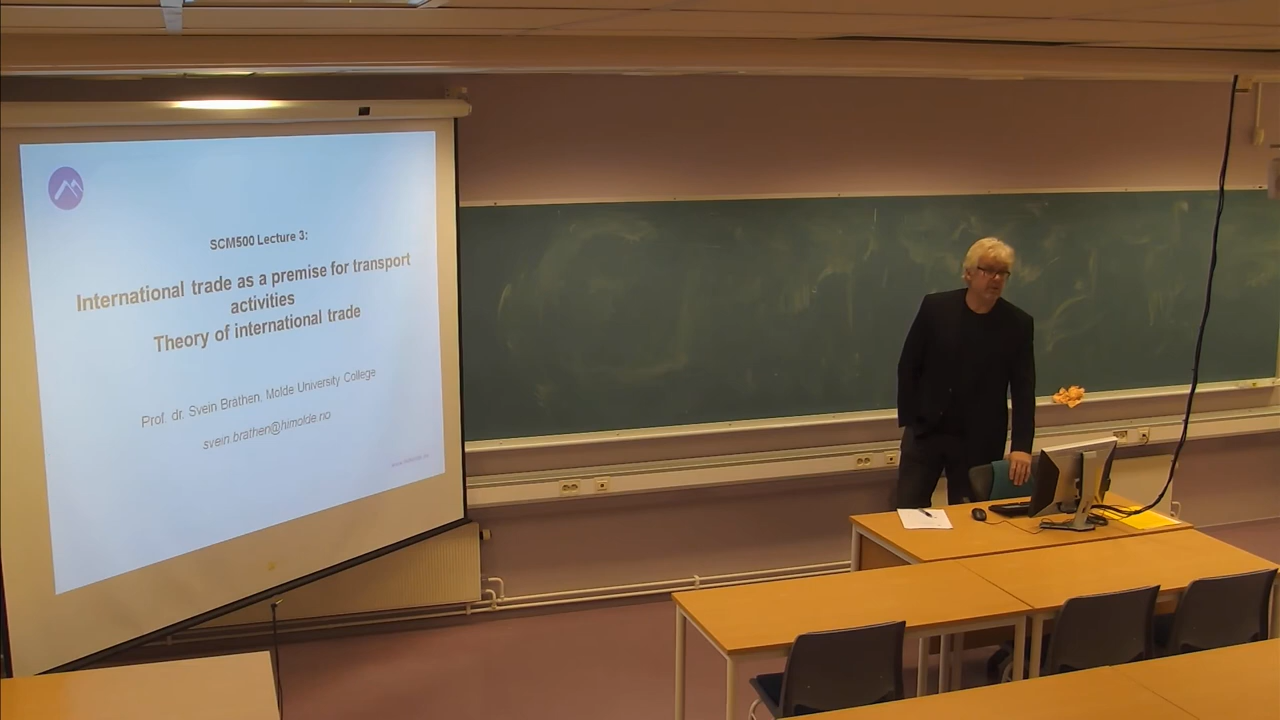 SCM500 Lecture 3:
International trade as a premise for transport
activities
Theory of international trade
Prof. dr. Svein Bråthen, Molde University College
svein.brathen@himolde.no